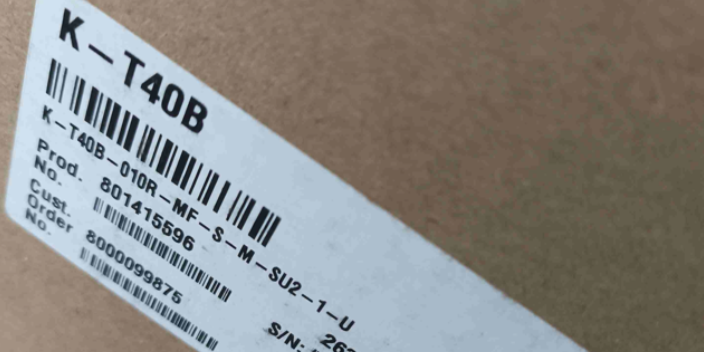 K-T40B
K-T40B-010R-MF-S-M-SU2-1-U
Prod. No. 801415596
Cust. Order No. 8000099875
S/N: